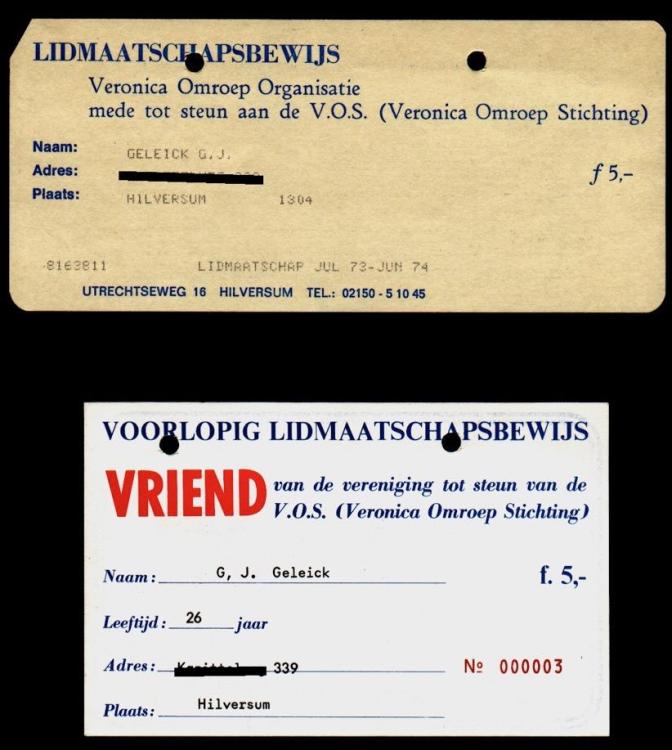 LIDMAATSCHAPSBEWIJS
Veronica Omroep Organisatie
mede tot steun aan de V.O.S. (Veronica Omroep Stichting)
Naam: GELEICK G.J.
Adres:
ƒ 5,-
Plaats: HILVERSUM 1304
8163811 LIDMAATSCHAP JUL 73-JUN 74
UTRECHTSEWEG 16 HILVERSUM TEL.: 02150 - 5 10 45
VOORLOPIG LIDMAATSCHAPSBEWIJS
VRIEND van de vereniging tot steun van de
V.O.S. (Veronica Omroep Stichting)
Naam: G, J. Geleick f. 5,-
Leeftijd: 26 jaar
Adres: 339 Nº 000003
Plaats: Hilversum